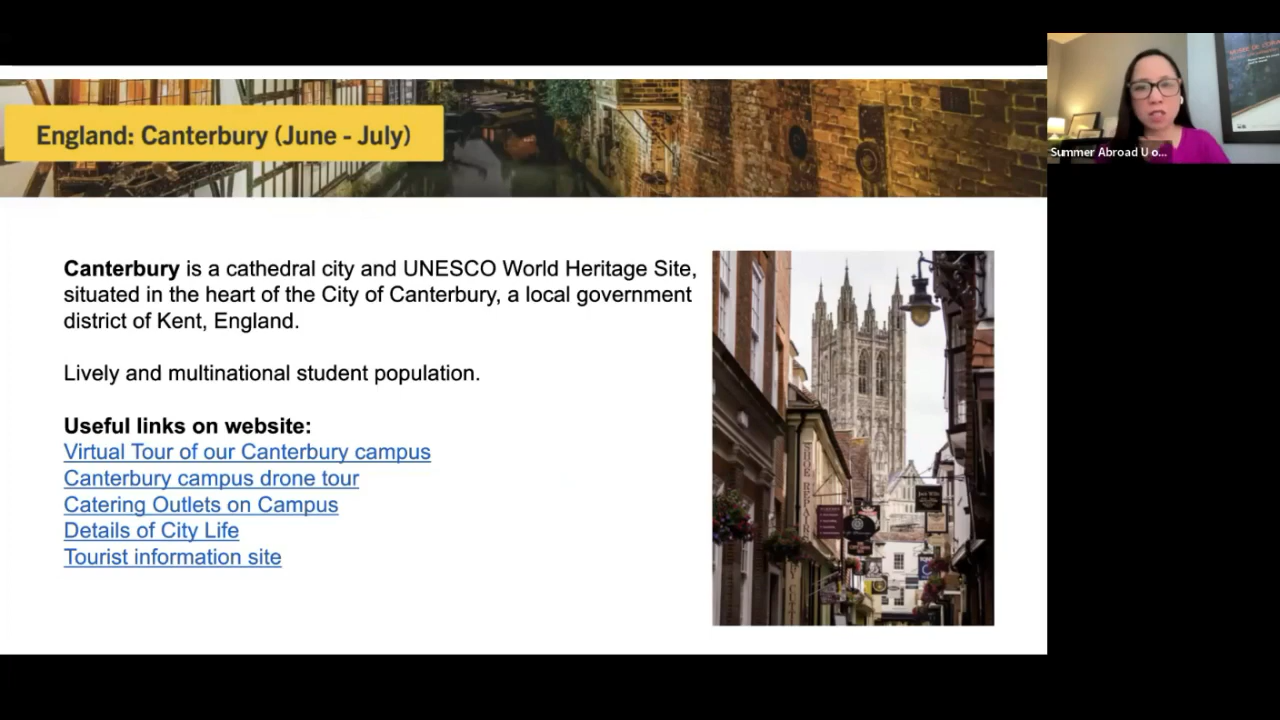 England: Canterbury (June - July)
Summer Abroad U o...
Canterbury is a cathedral city and UNESCO World Heritage Site,
situated in the heart of the City of Canterbury, a local government
district of Kent, England.
Lively and multinational student population.
Useful links on website:
Virtual Tour of our Canterbury campus
Canterbury campus drone tour
Catering Outlets on Campus
Details of City Life
Tourist information site
SHOE REPAIRS